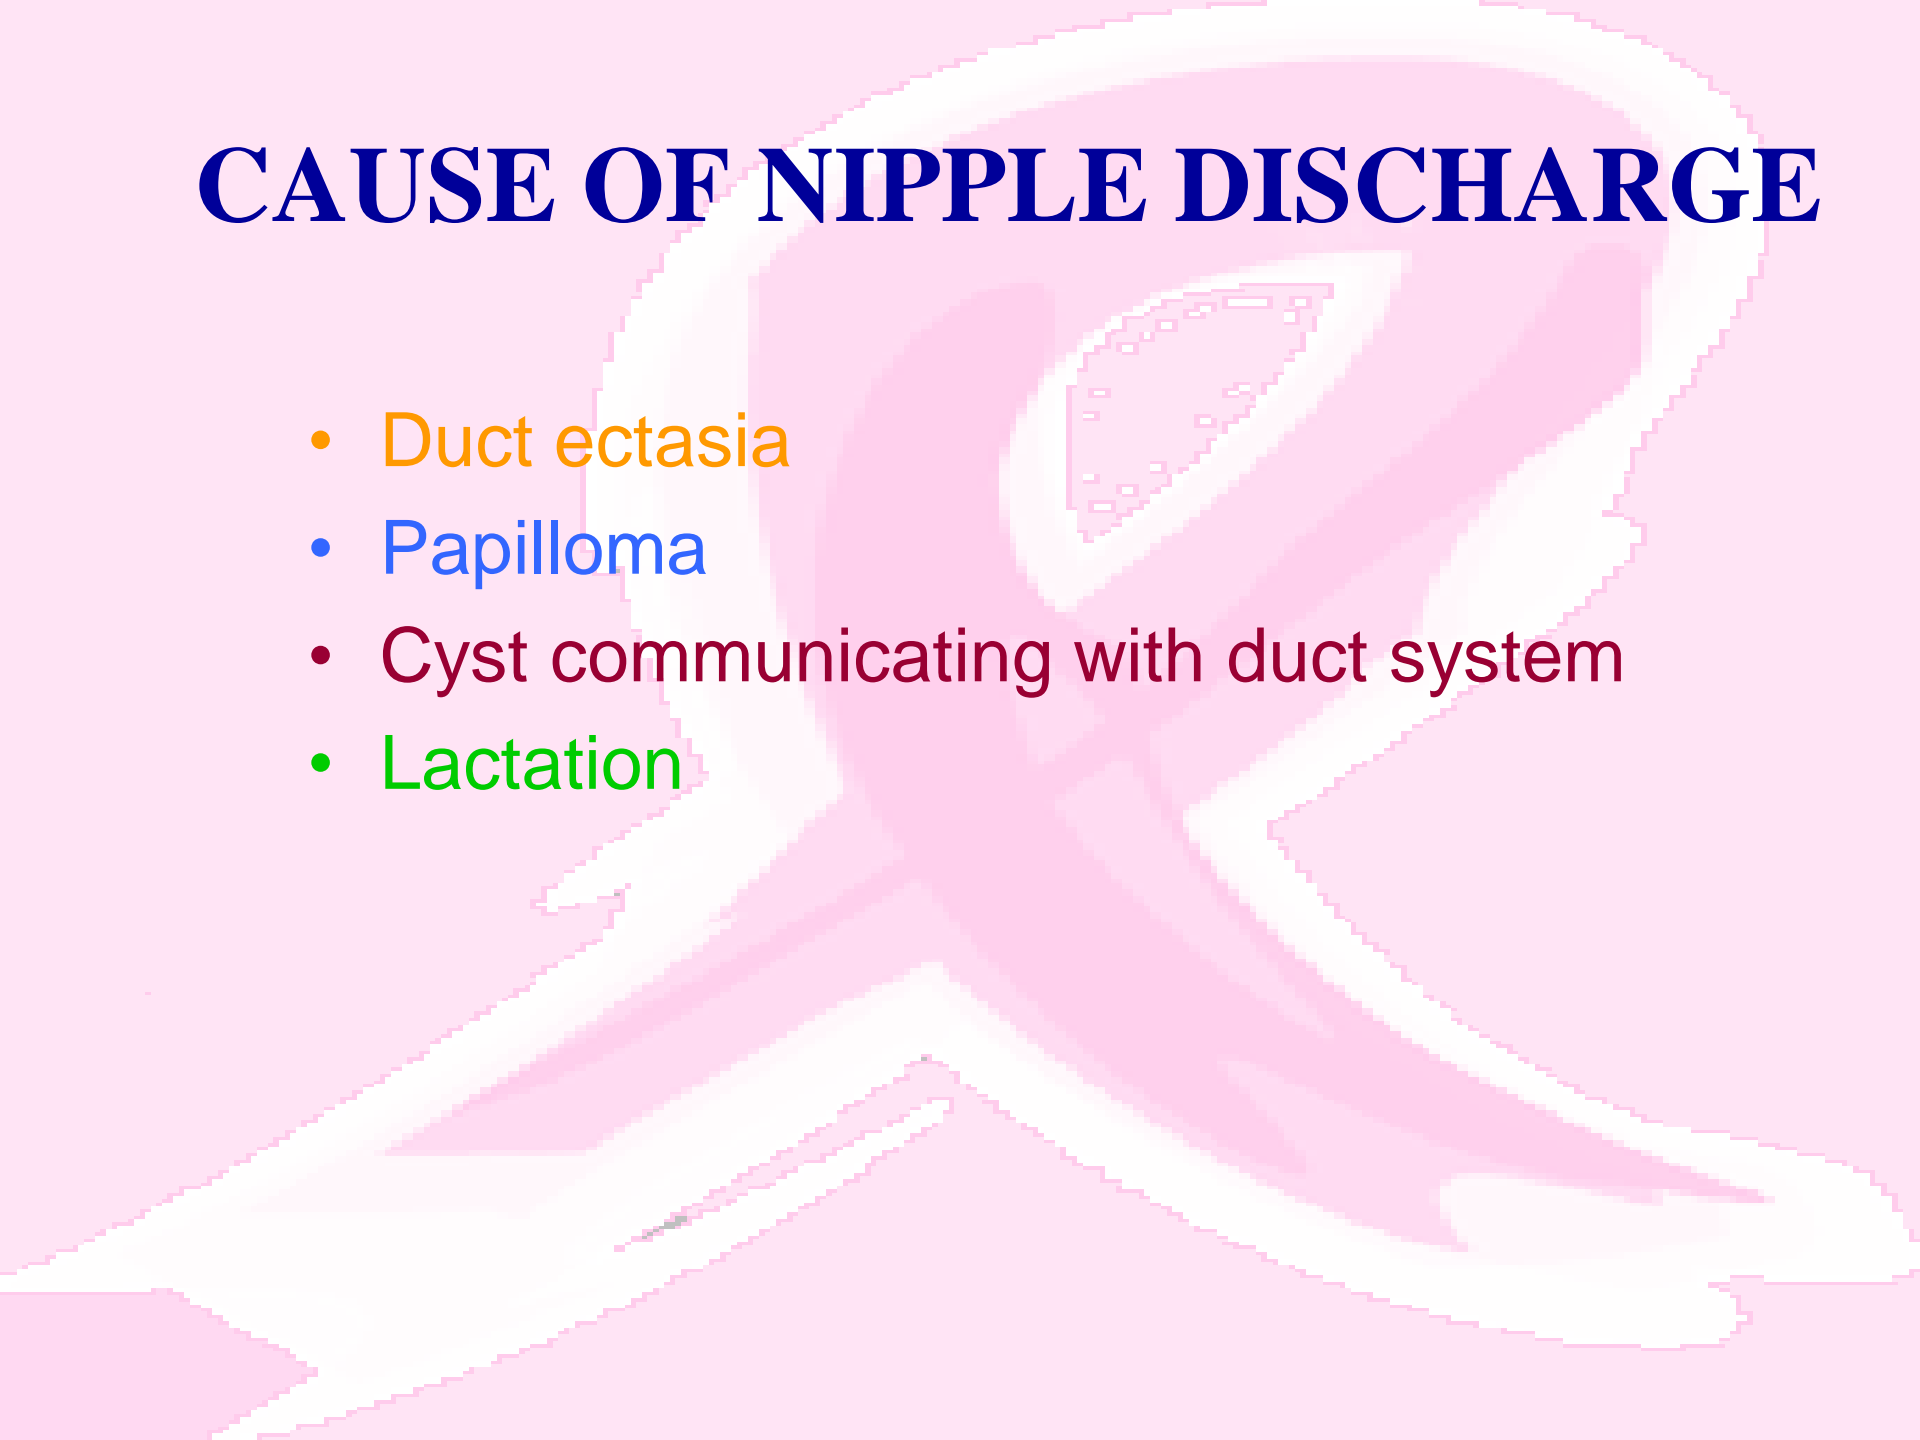 CAUSE OF NIPPLE DISCHARGE
• Duct ectasia
• Papilloma
• Cyst communicating with duct system
• Lactation